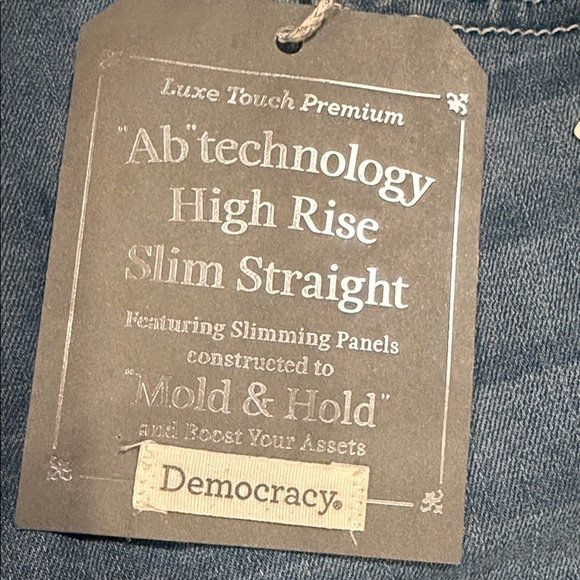 Luxe Touch Premium
"Ab"technology
High Rise
Slim Straight
Featuring Slimming Panels
constructed to
"Mold & Hold"
and Boost Your Assets
Democracy®